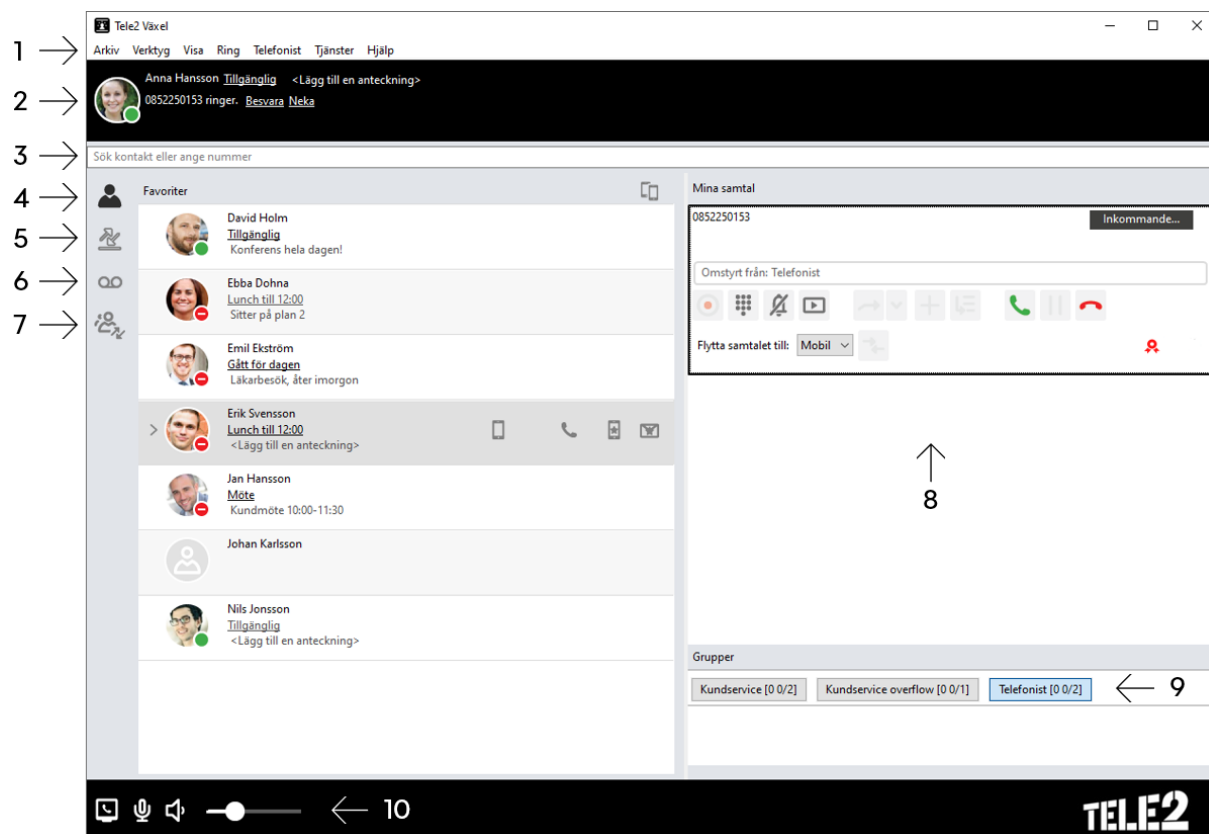 Tele2 Växel
1
Arkiv Verktyg Visa Ring Telefonist Tjänster Hjälp
Anna Hansson Tillgänglig <Lägg till en anteckning>
2
0852250153 ringer. Besvara Neka
3
Sök kontakt eller ange nummer
4
Favoriter
5
6
7
David Holm
Tillgänglig
Konferens hela dagen!
Ebba Dohna
Lunch till 12:00
Sitter på plan 2
Emil Ekström
Gått för dagen
Läkarbesök, åter imorgon
Erik Svensson
Lunch till 12:00
<Lägg till en anteckning>
Jan Hansson
Möte
Kundmöte 10:00-11:30
Johan Karlsson
Nils Jonsson
Tillgänglig
<Lägg till en anteckning>
Mina samtal
0852250153 Inkommande...
Omstyrt från: Telefonist
Flytta samtalet till: Mobil
8
Grupper
Kundservice [0 0/2] Kundservice overflow [0 0/1] Telefonist [0 0/2] 9
10
TELE2